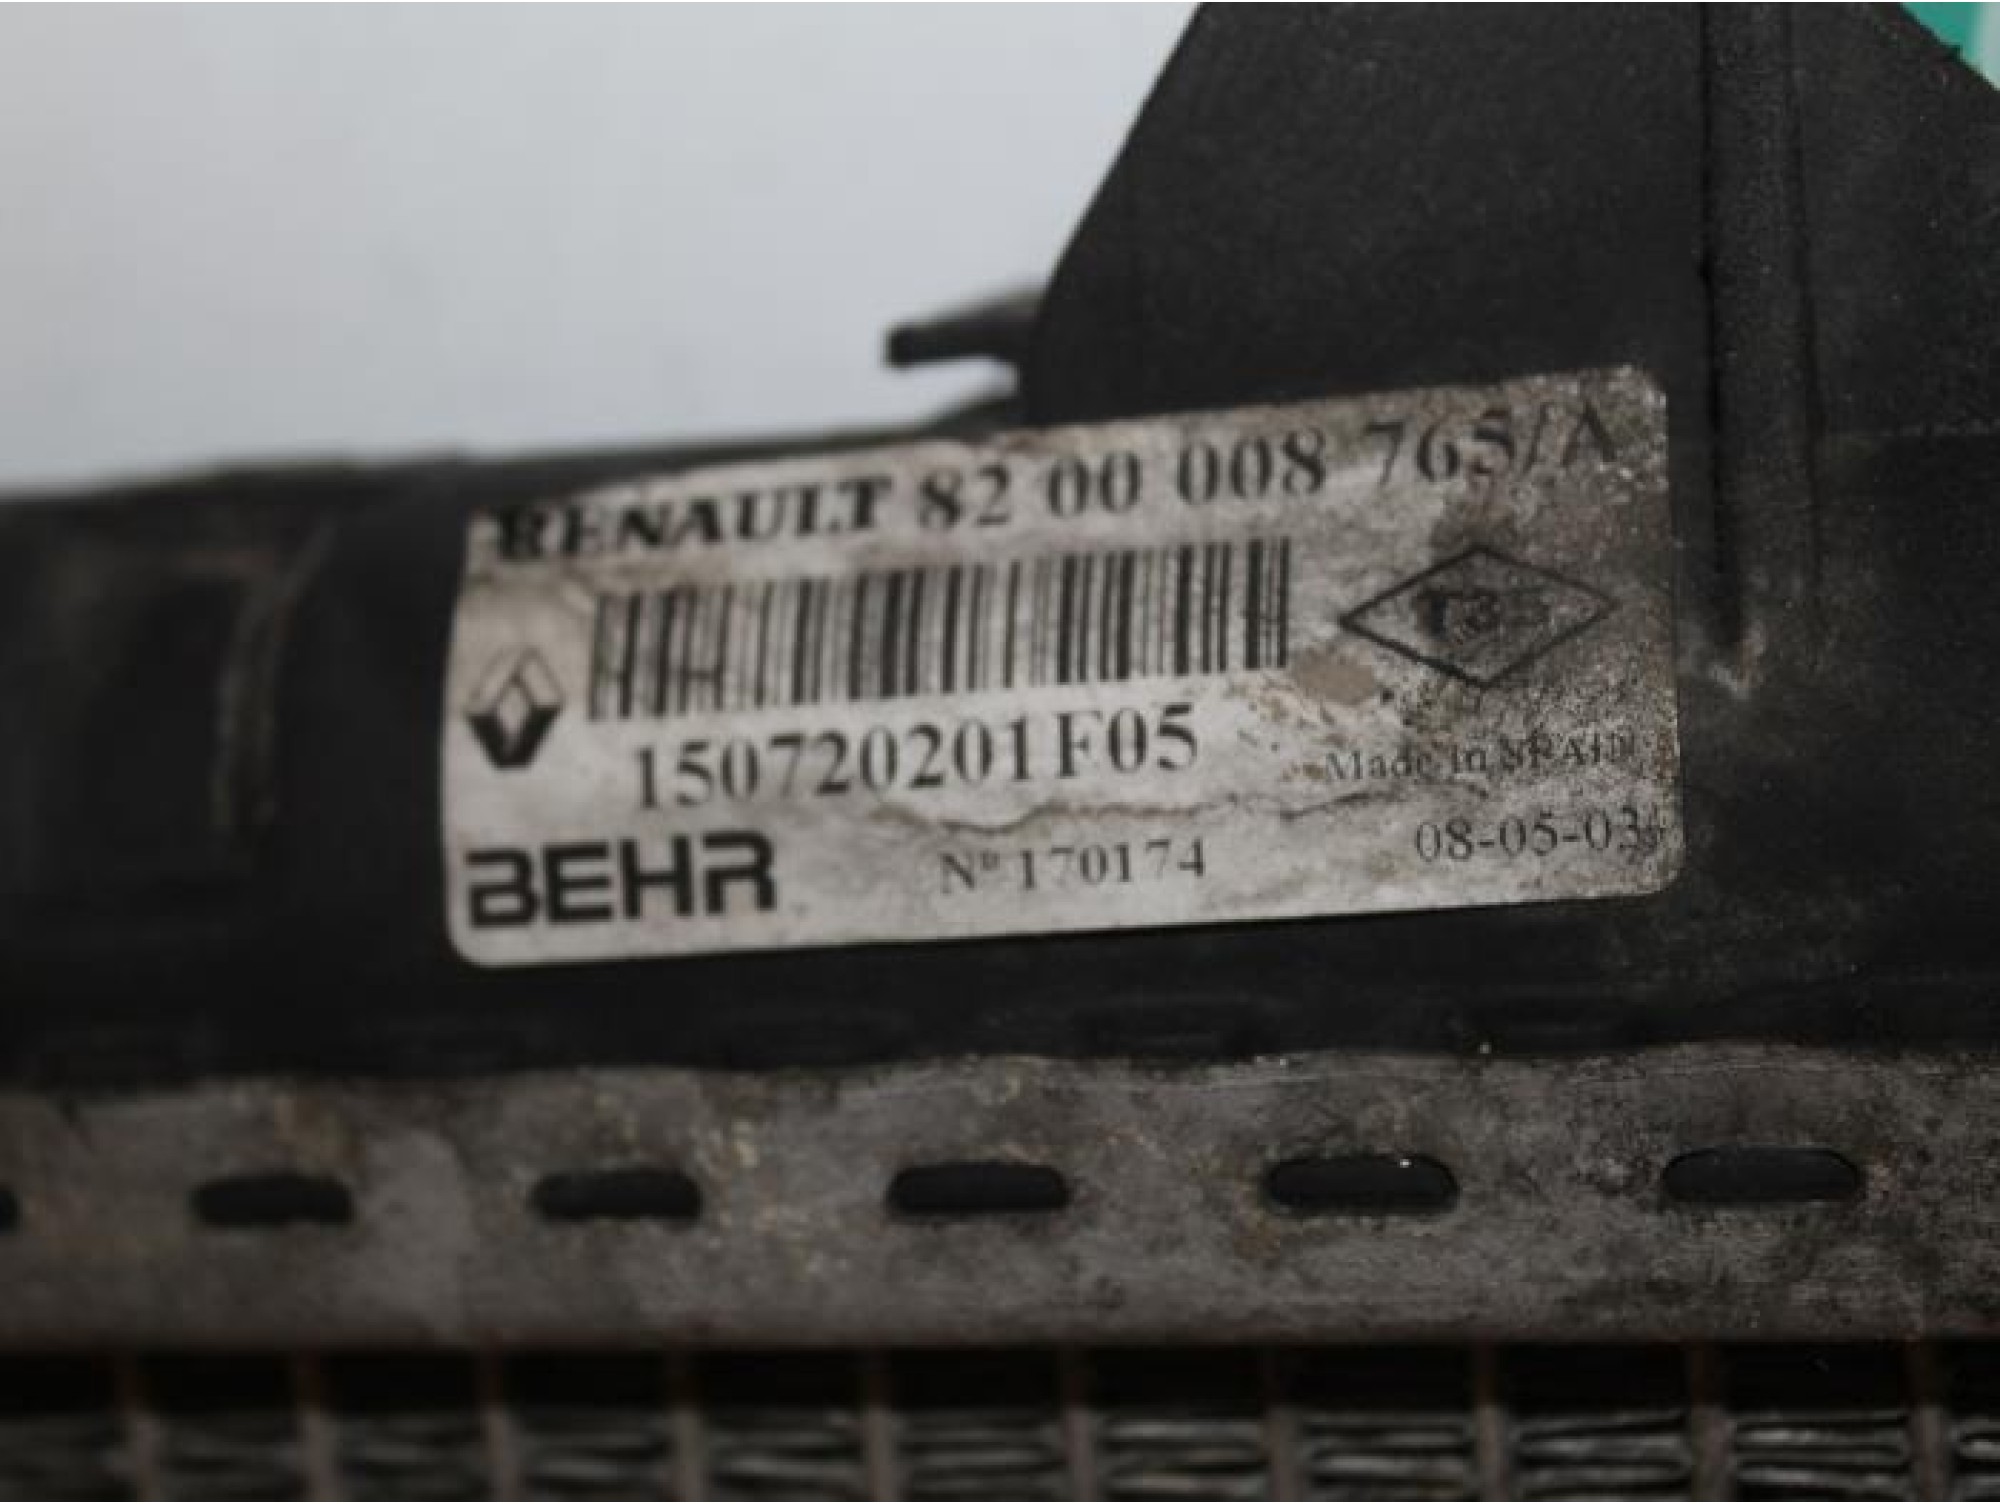 RENAULT 82 00 008 765/A
150720201F05
Made in SPAIN
BEHR
Nº 170174
08-05-03